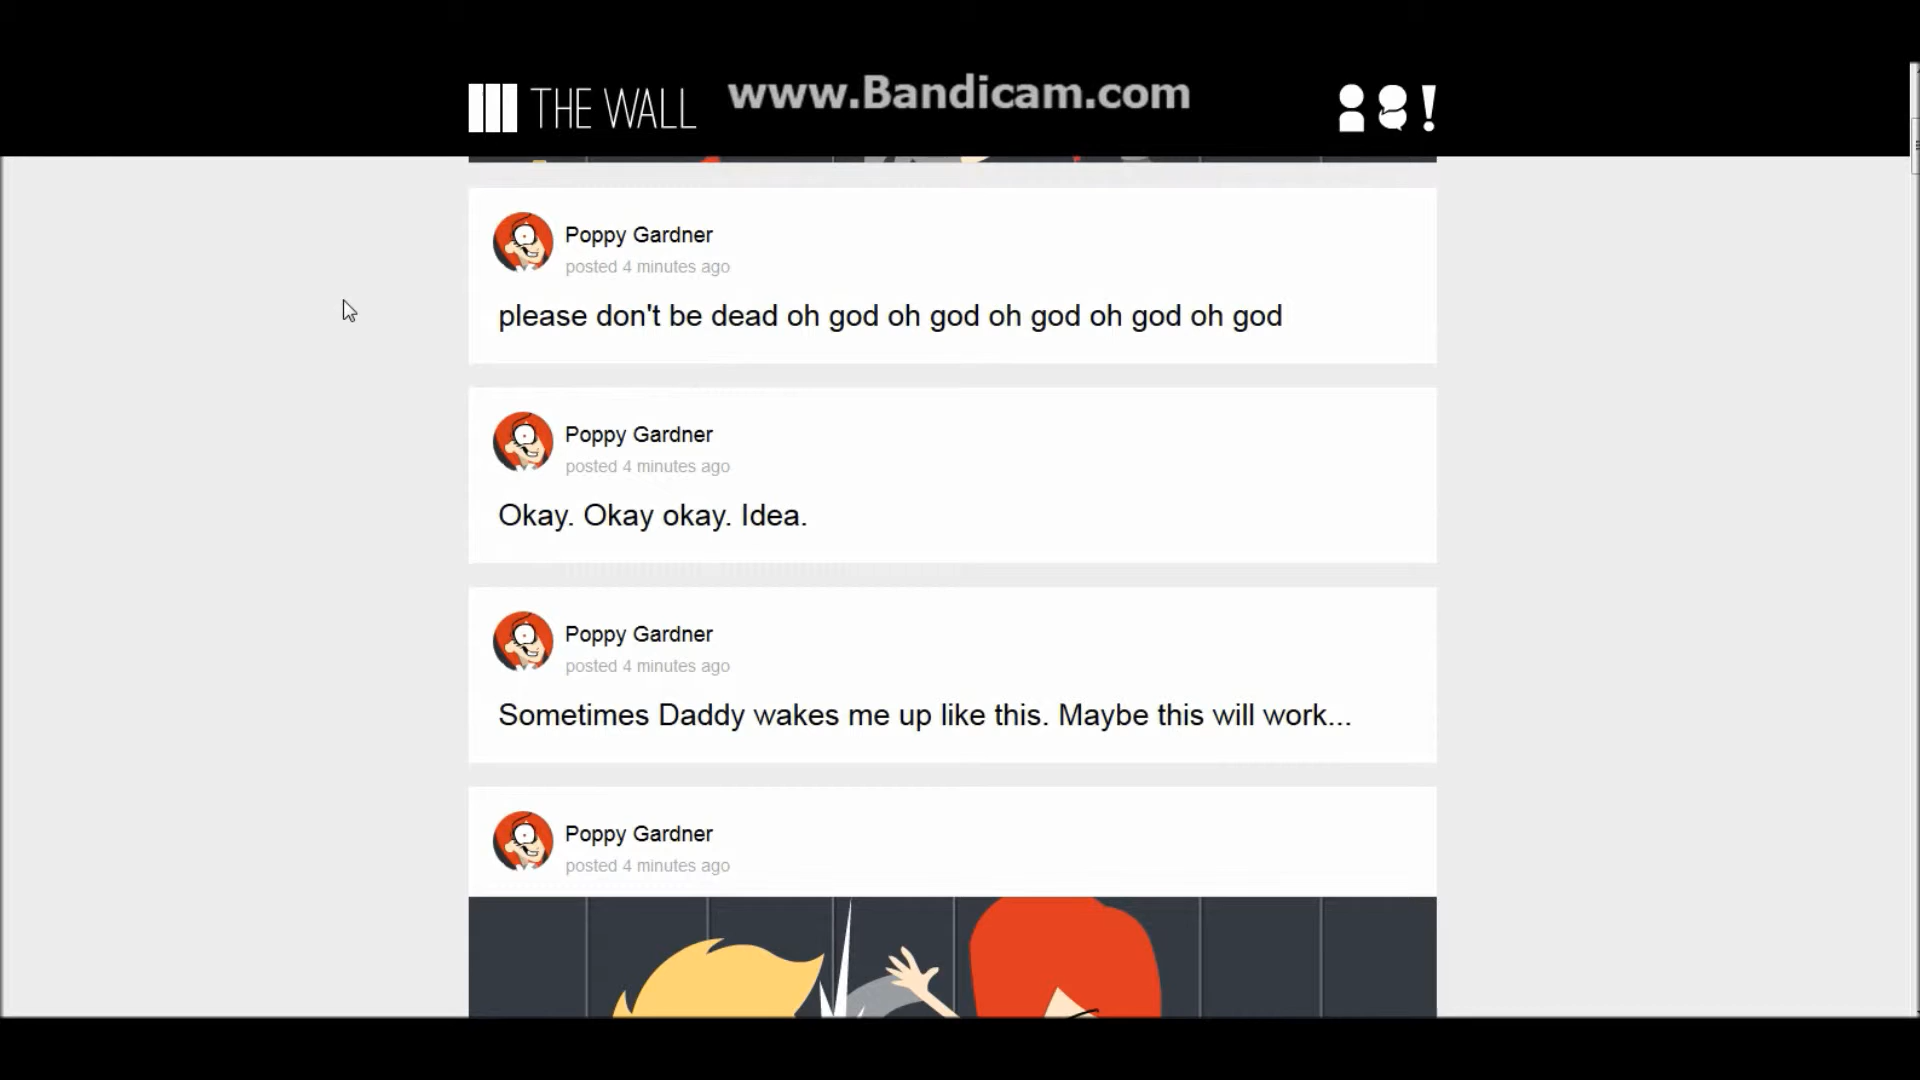 THE WALL
www.Bandicam.com
Poppy Gardner
posted 4 minutes ago
please don't be dead oh god oh god oh god oh god oh god
Poppy Gardner
posted 4 minutes ago
Okay. Okay okay. Idea.
Poppy Gardner
posted 4 minutes ago
Sometimes Daddy wakes me up like this. Maybe this will work...
Poppy Gardner
posted 4 minutes ago